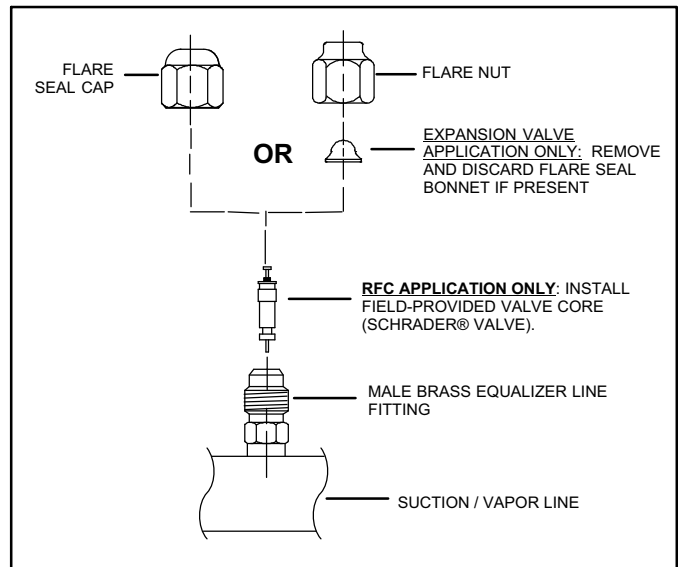 FLARE
SEAL CAP
FLARE NUT
OR
EXPANSION VALVE
APPLICATION ONLY: REMOVE
AND DISCARD FLARE SEAL
BONNET IF PRESENT
RFC APPLICATION ONLY: INSTALL
FIELD-PROVIDED VALVE CORE
(SCHRADER® VALVE).
MALE BRASS EQUALIZER LINE
FITTING
SUCTION / VAPOR LINE